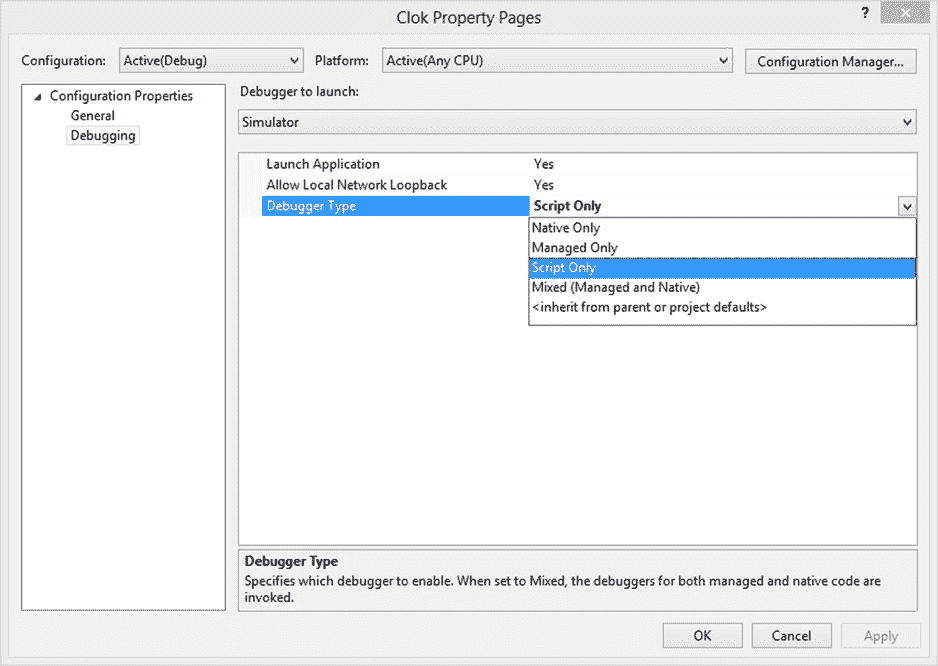 Clok Property Pages
?
Configuration: Active(Debug) Platform: Active(Any CPU) Configuration Manager...
Configuration Properties
General
Debugging
Debugger to launch:
Simulator
Launch Application Yes
Allow Local Network Loopback Yes
Debugger Type Script Only
Native Only
Managed Only
Script Only
Mixed (Managed and Native)
<inherit from parent or project defaults>
Debugger Type
Specifies which debugger to enable. When set to Mixed, the debuggers for both managed and native code are
invoked.
OK Cancel Apply